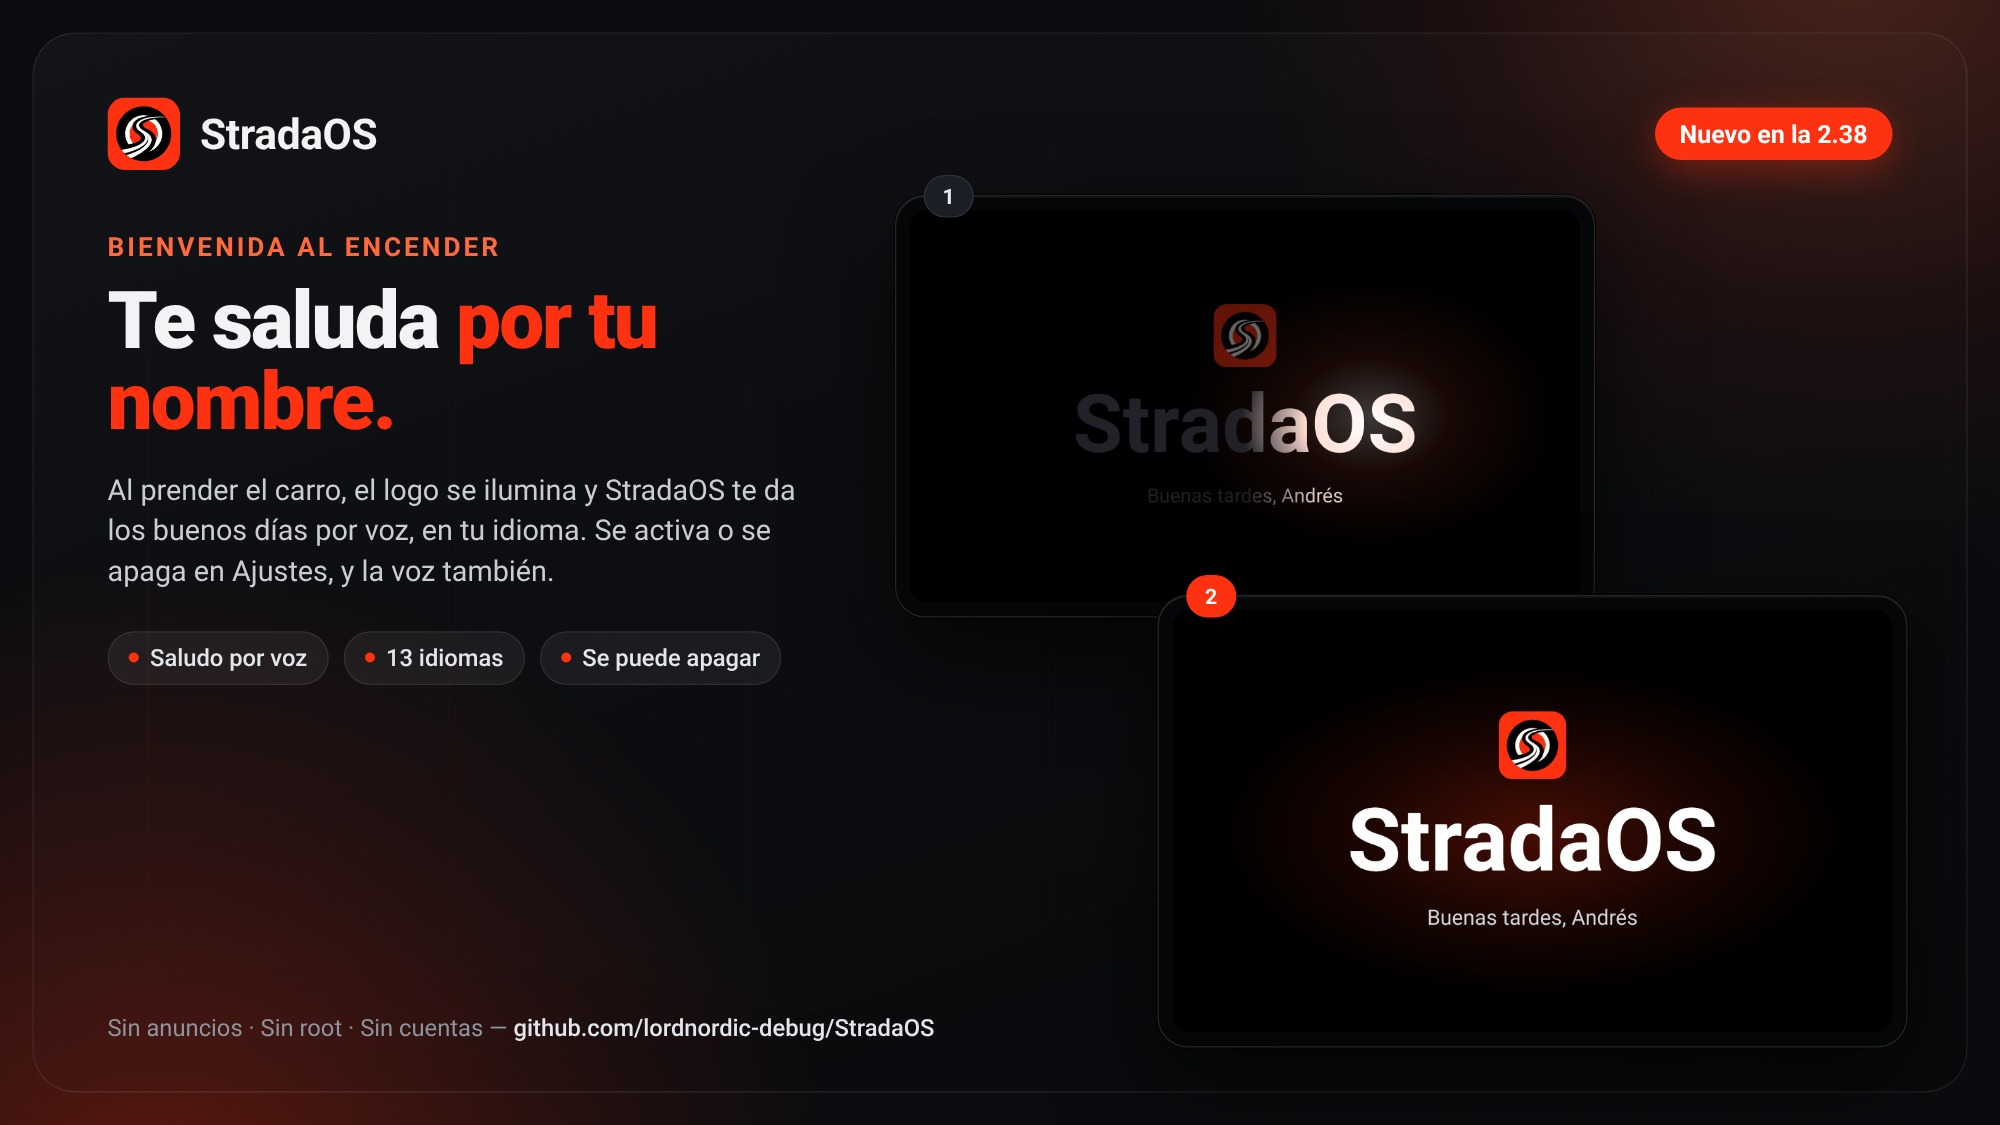 StradaOS
Nuevo en la 2.38
BIENVENIDA AL ENCENDER
Te saluda por tu
nombre.
Al prender el carro, el logo se ilumina y StradaOS te da
los buenos días por voz, en tu idioma. Se activa o se
apaga en Ajustes, y la voz también.
Saludo por voz
13 idiomas
Se puede apagar
1
StradaOS
Buenas tardes, Andrés
2
StradaOS
Buenas tardes, Andrés
Sin anuncios · Sin root · Sin cuentas — github.com/lordnordic-debug/StradaOS